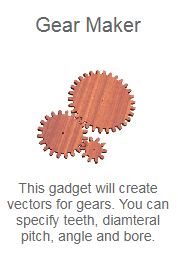 Gear Maker
This gadget will create
vectors for gears. You can
specify teeth, diamteral
pitch, angle and bore.